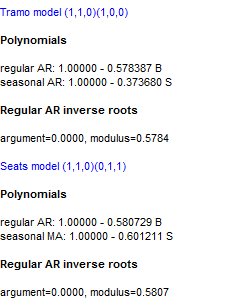 Tramo model (1,1,0)(1,0,0)
Polynomials
regular AR: 1.00000 - 0.578387 B
seasonal AR: 1.00000 - 0.373680 S
Regular AR inverse roots
argument=0.0000, modulus=0.5784
Seats model (1,1,0)(0,1,1)
Polynomials
regular AR: 1.00000 - 0.580729 B
seasonal MA: 1.00000 - 0.601211 S
Regular AR inverse roots
argument=0.0000, modulus=0.5807